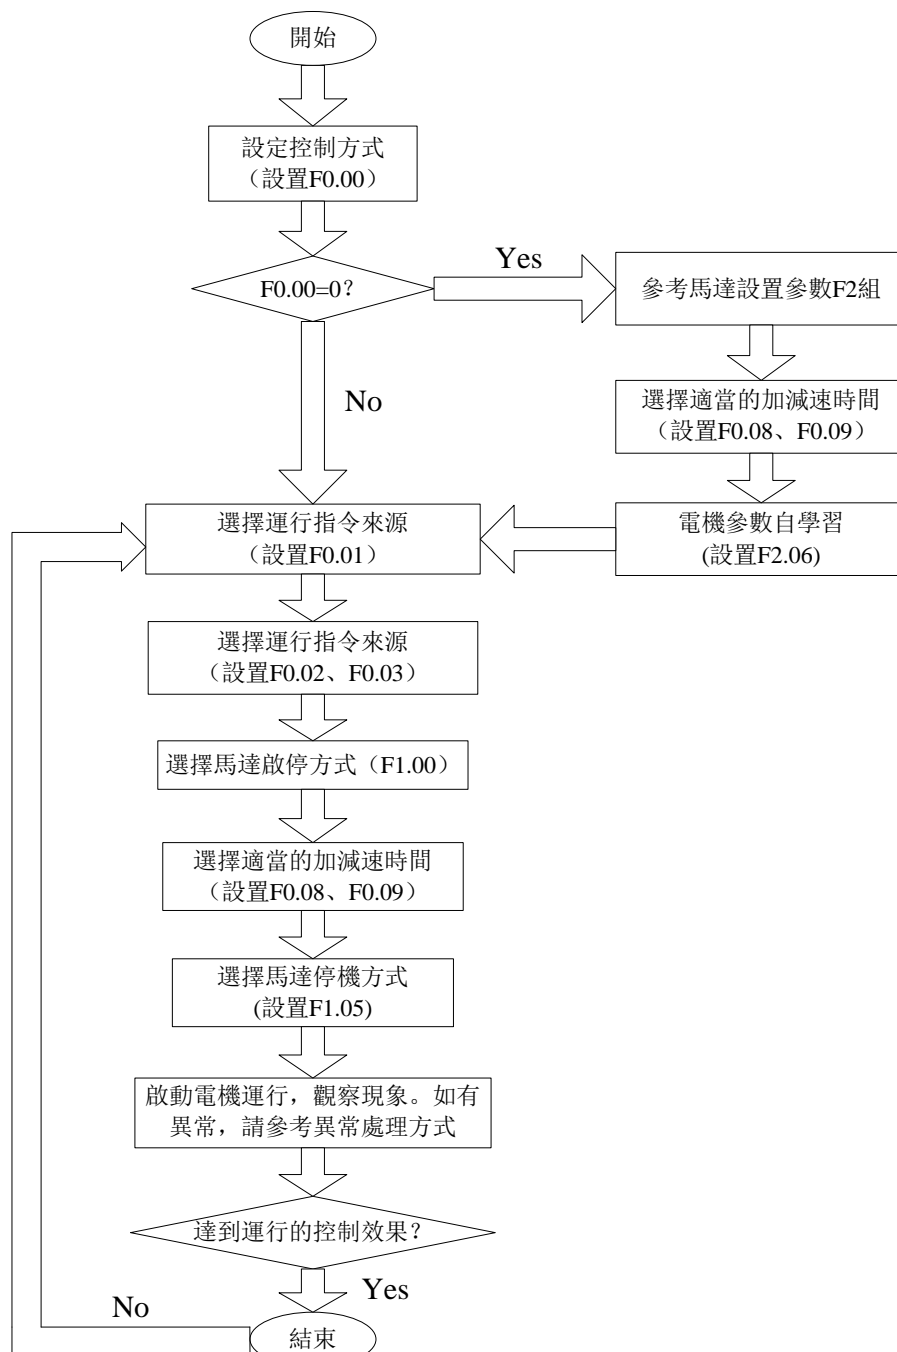 開始
設定控制方式
（設置F0.00）
F0.00=0？
Yes
參考馬達設置參數F2組
No
選擇適當的加減速時間
（設置F0.08、F0.09）
電機參數自學習
(設置F2.06)
選擇運行指令來源
（設置F0.01）
選擇運行指令來源
（設置F0.02、F0.03）
選擇馬達啟停方式（F1.00）
選擇適當的加減速時間
（設置F0.08、F0.09）
選擇馬達停機方式
(設置F1.05)
啟動電機運行，觀察現象。如有
異常，請參考異常處理方式
達到運行的控制效果？
Yes
No
結束